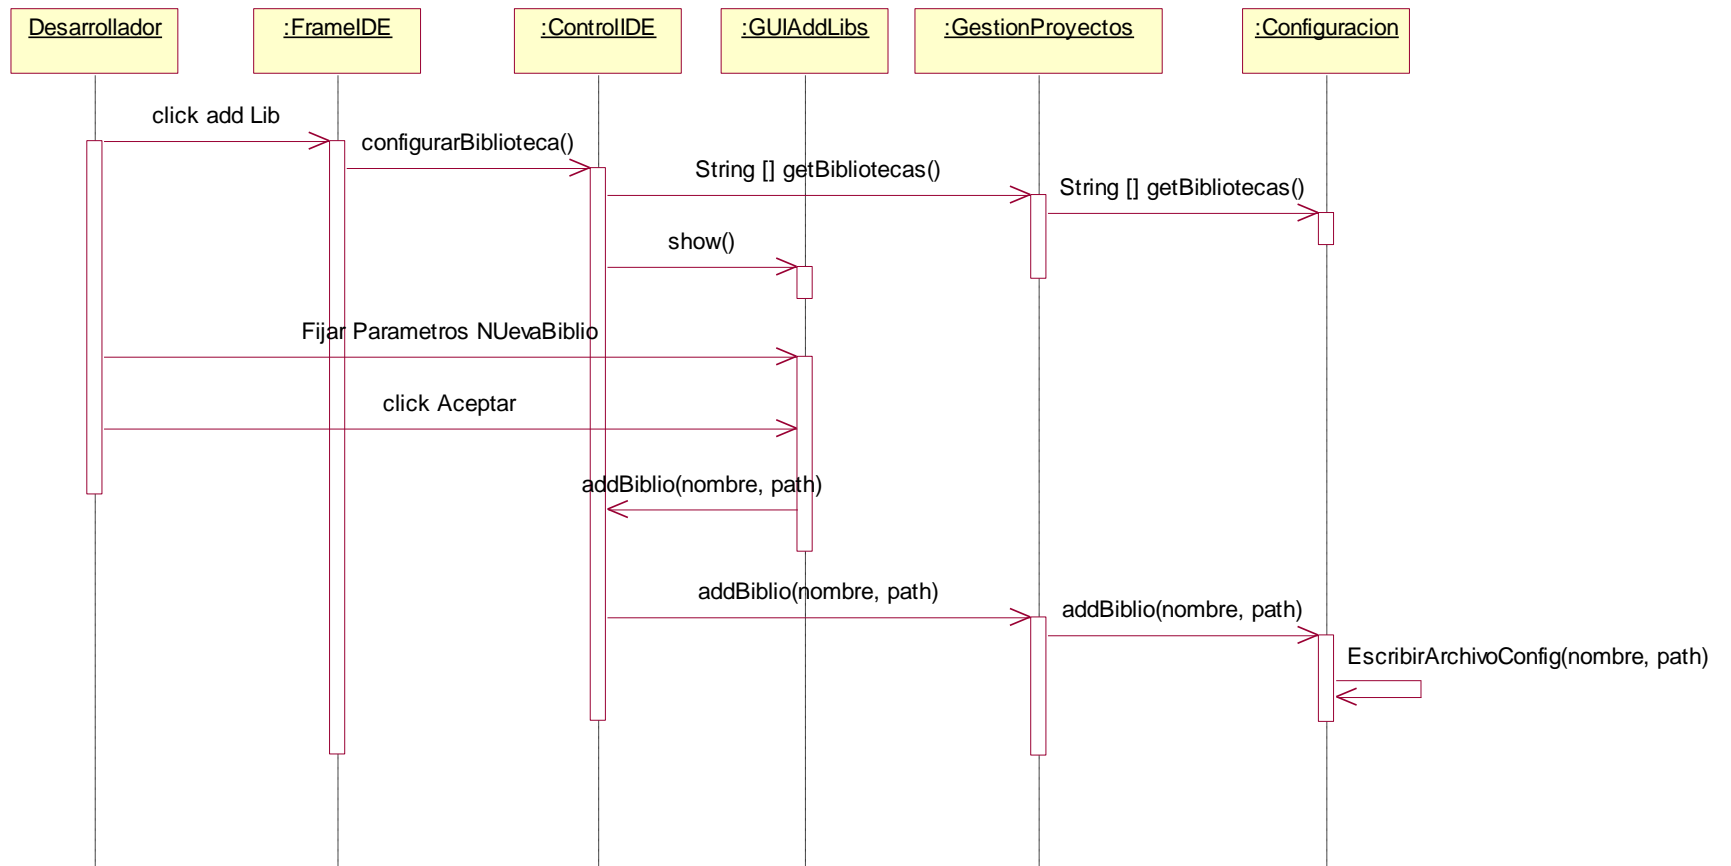 Desarrollador
:FrameIDE
:ControlIDE
:GUIAddLibs
:GestionProyectos
:Configuracion
click add Lib
configurarBiblioteca()
String [] getBibliotecas()
String [] getBibliotecas()
show()
Fijar Parametros NUevaBiblio
click Aceptar
addBiblio(nombre, path)
addBiblio(nombre, path)
addBiblio(nombre, path)
EscribirArchivoConfig(nombre, path)